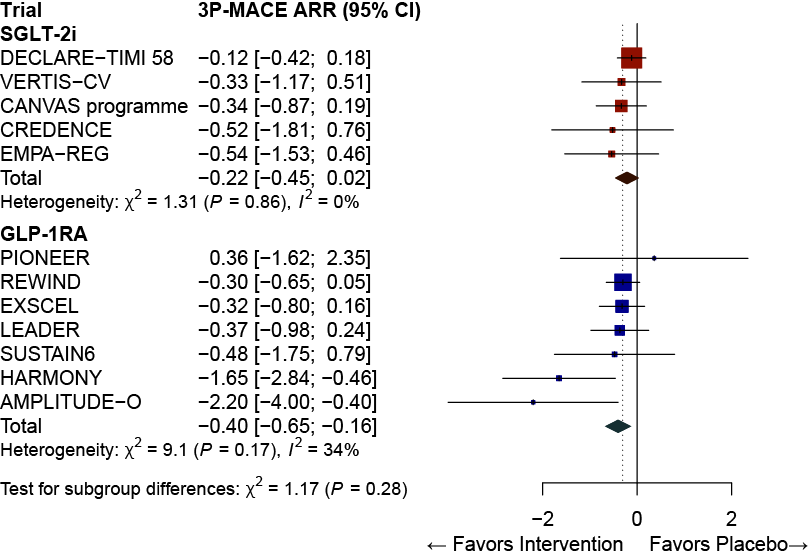 Trial 3P-MACE ARR (95% CI)
SGLT-2i
DECLARE−TIMI 58 −0.12 [−0.42; 0.18]
VERTIS−CV −0.33 [−1.17; 0.51]
CANVAS programme −0.34 [−0.87; 0.19]
CREDENCE −0.52 [−1.81; 0.76]
EMPA−REG −0.54 [−1.53; 0.46]
Total −0.22 [−0.45; 0.02]
Heterogeneity: χ² = 1.31 (P = 0.86), I² = 0%
GLP-1RA
PIONEER 0.36 [−1.62; 2.35]
REWIND −0.30 [−0.65; 0.05]
EXSCEL −0.32 [−0.80; 0.16]
LEADER −0.37 [−0.98; 0.24]
SUSTAIN6 −0.48 [−1.75; 0.79]
HARMONY −1.65 [−2.84; −0.46]
AMPLITUDE−O −2.20 [−4.00; −0.40]
Total −0.40 [−0.65; −0.16]
Heterogeneity: χ² = 9.1 (P = 0.17), I² = 34%
Test for subgroup differences: χ² = 1.17 (P = 0.28)
−2 0 2
← Favors Intervention Favors Placebo→